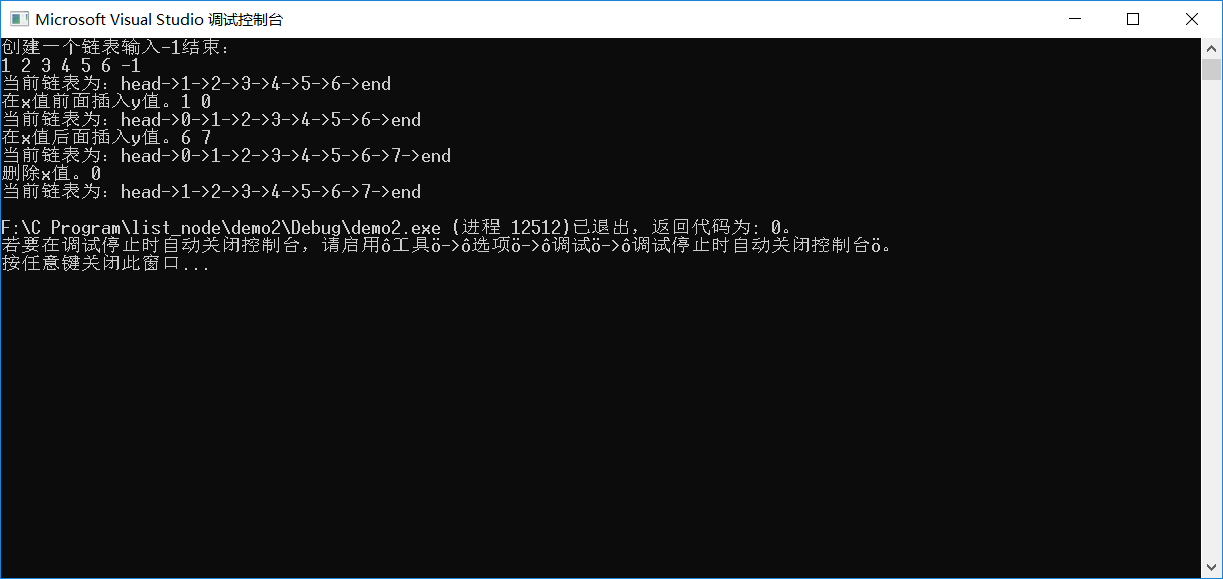 Microsoft Visual Studio 调试控制台
创建一个链表输入-1结束:
1 2 3 4 5 6 -1
当前链表为: head->1->2->3->4->5->6->end
在x值前面插入y值。1 0
当前链表为: head->0->1->2->3->4->5->6->end
在x值后面插入y值。6 7
当前链表为: head->0->1->2->3->4->5->6->7->end
删除x值。0
当前链表为: head->1->2->3->4->5->6->7->end
F:\C Program\list_node\demo2\Debug\demo2.exe (进程 12512)已退出，返回代码为: 0。
若要在调试停止时自动关闭控制台，请启用ô工具ö->ô选项ö->ô调试ö->ô调试停止时自动关闭控制台ö。
按任意键关闭此窗口...